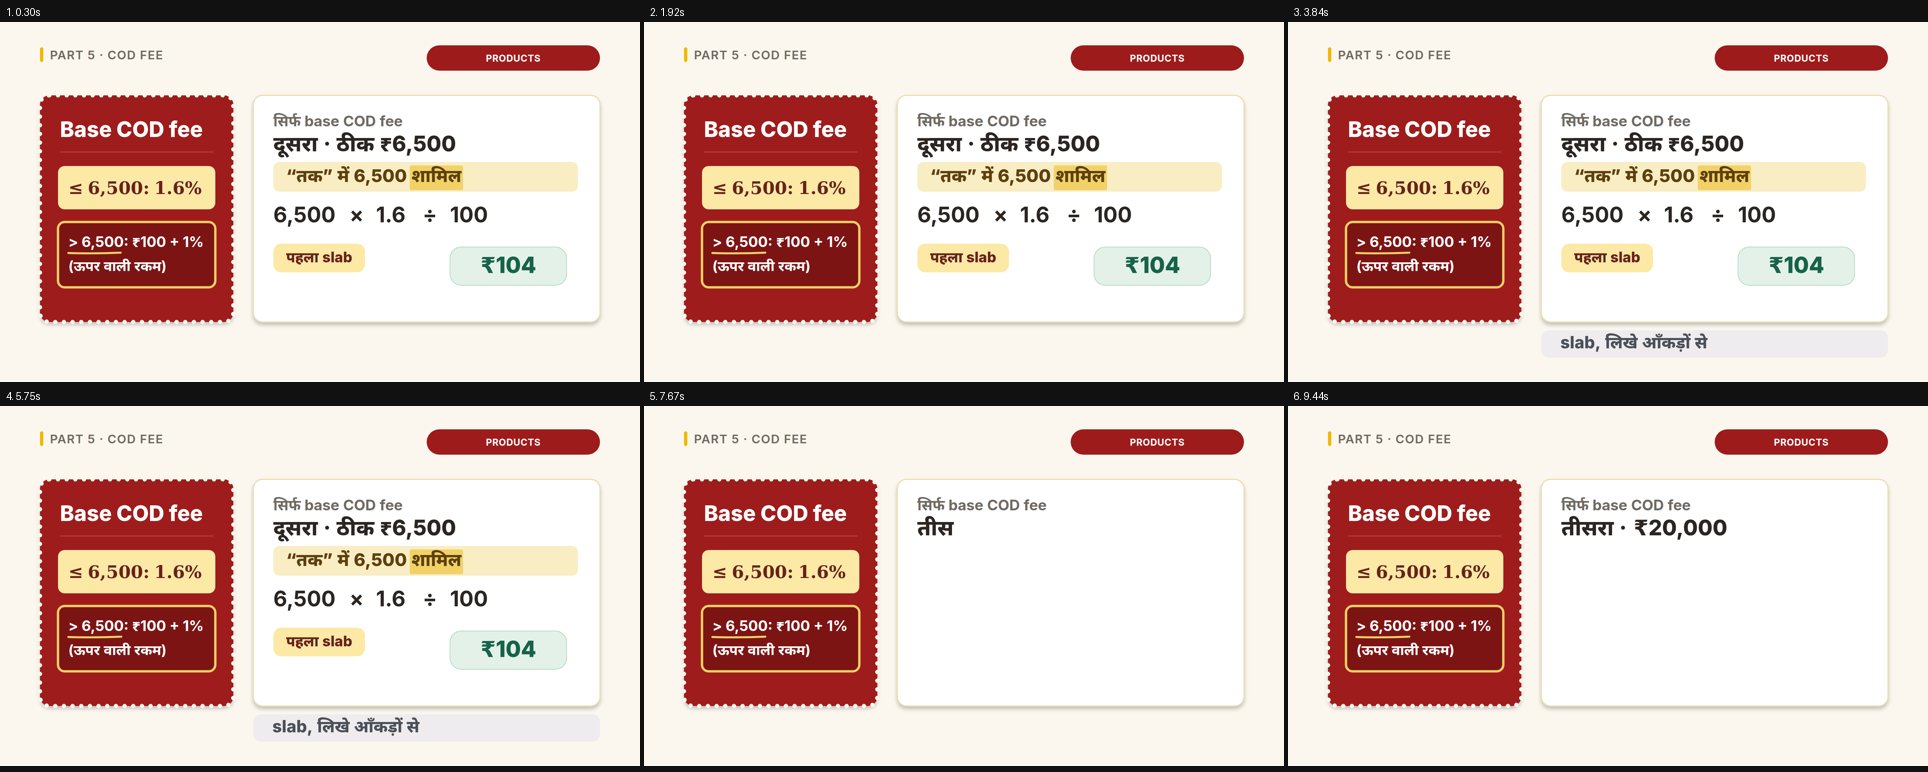 1. 0.30s
PART 5 · COD FEE
PRODUCTS
Base COD fee
≤ 6,500: 1.6%
> 6,500: ₹100 + 1%
(ऊपर वाली रकम)
सिर्फ base COD fee
दूसरा · ठीक ₹6,500
“तक” में 6,500 शामिल
6,500 × 1.6 ÷ 100
पहला slab
₹104
2. 1.92s
PART 5 · COD FEE
PRODUCTS
Base COD fee
≤ 6,500: 1.6%
> 6,500: ₹100 + 1%
(ऊपर वाली रकम)
सिर्फ base COD fee
दूसरा · ठीक ₹6,500
“तक” में 6,500 शामिल
6,500 × 1.6 ÷ 100
पहला slab
₹104
3. 3.84s
PART 5 · COD FEE
PRODUCTS
Base COD fee
≤ 6,500: 1.6%
> 6,500: ₹100 + 1%
(ऊपर वाली रकम)
सिर्फ base COD fee
दूसरा · ठीक ₹6,500
“तक” में 6,500 शामिल
6,500 × 1.6 ÷ 100
पहला slab
₹104
slab, लिखे आँकड़ों से
4. 5.75s
PART 5 · COD FEE
PRODUCTS
Base COD fee
≤ 6,500: 1.6%
> 6,500: ₹100 + 1%
(ऊपर वाली रकम)
सिर्फ base COD fee
दूसरा · ठीक ₹6,500
“तक” में 6,500 शामिल
6,500 × 1.6 ÷ 100
पहला slab
₹104
slab, लिखे आँकड़ों से
5. 7.67s
PART 5 · COD FEE
PRODUCTS
Base COD fee
≤ 6,500: 1.6%
> 6,500: ₹100 + 1%
(ऊपर वाली रकम)
सिर्फ base COD fee
तीस
6. 9.44s
PART 5 · COD FEE
PRODUCTS
Base COD fee
≤ 6,500: 1.6%
> 6,500: ₹100 + 1%
(ऊपर वाली रकम)
सिर्फ base COD fee
तीसरा · ₹20,000